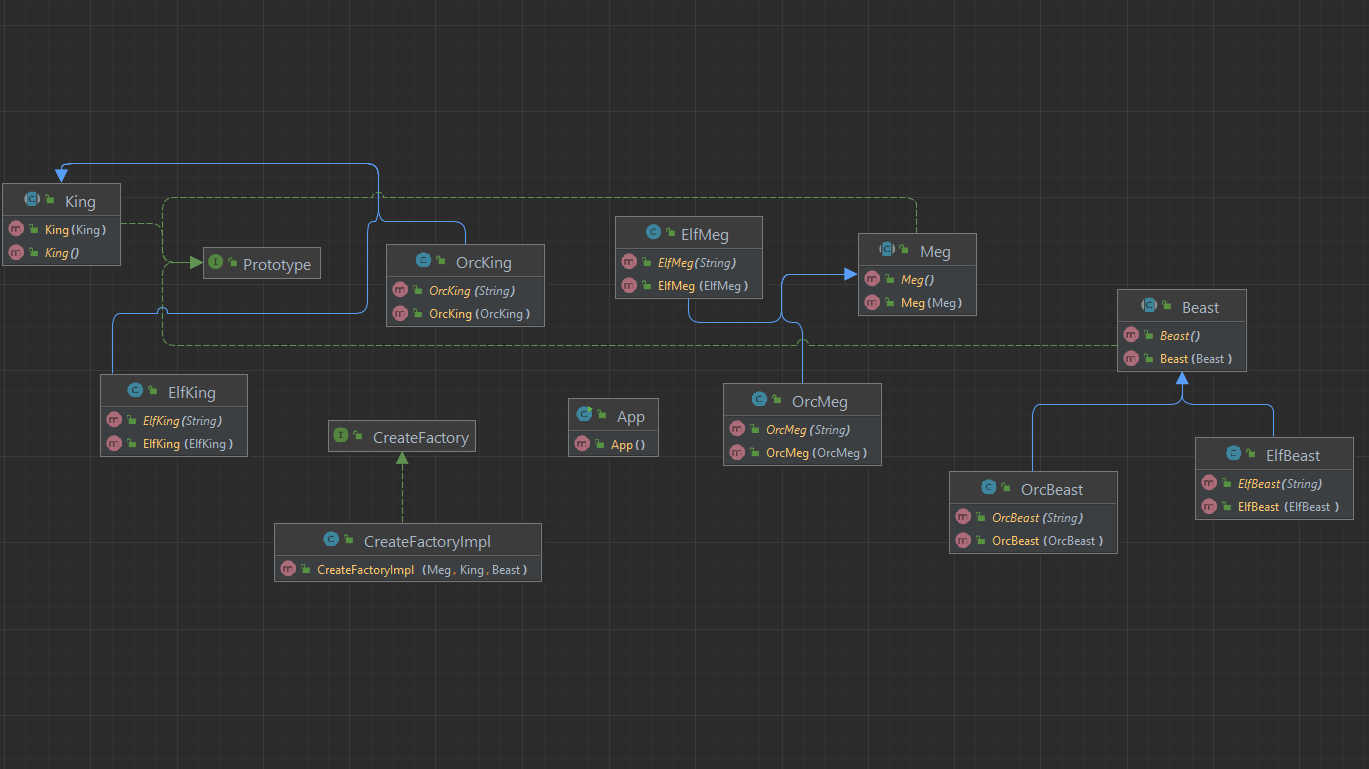 King
King(King)
King()
Prototype
OrcKing
OrcKing (String)
OrcKing (OrcKing )
ElfMeg
ElfMeg(String)
ElfMeg (ElfMeg )
Meg
Meg()
Meg(Meg)
Beast
Beast()
Beast (Beast )
ElfKing
ElfKing(String)
ElfKing (ElfKing )
CreateFactory
App
App()
OrcMeg
OrcMeg (String)
OrcMeg (OrcMeg )
OrcBeast
OrcBeast (String)
OrcBeast (OrcBeast )
ElfBeast
ElfBeast(String)
ElfBeast (ElfBeast )
CreateFactoryImpl
CreateFactoryImpl (Meg, King, Beast )